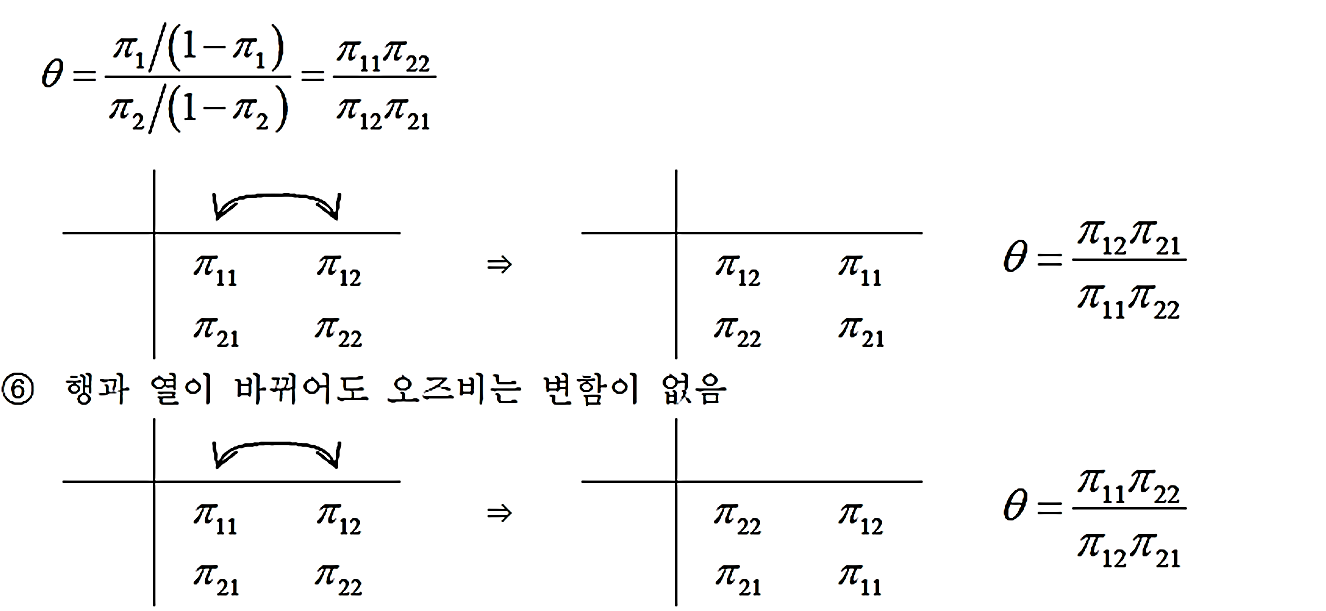 θ = π₁/(1−π₁) / π₂/(1−π₂) = π₁₁π₂₂ / π₁₂π₂₁
π₁₁ π₁₂ ⇒ π₁₂ π₁₁ θ = π₁₂π₂₁ / π₁₁π₂₂
π₂₁ π₂₂ π₂₂ π₂₁
⑥ 행과 열이 바뀌어도 오즈비는 변함이 없음
π₁₁ π₁₂ ⇒ π₂₂ π₁₂ θ = π₁₁π₂₂ / π₁₂π₂₁
π₂₁ π₂₂ π₂₁ π₁₁